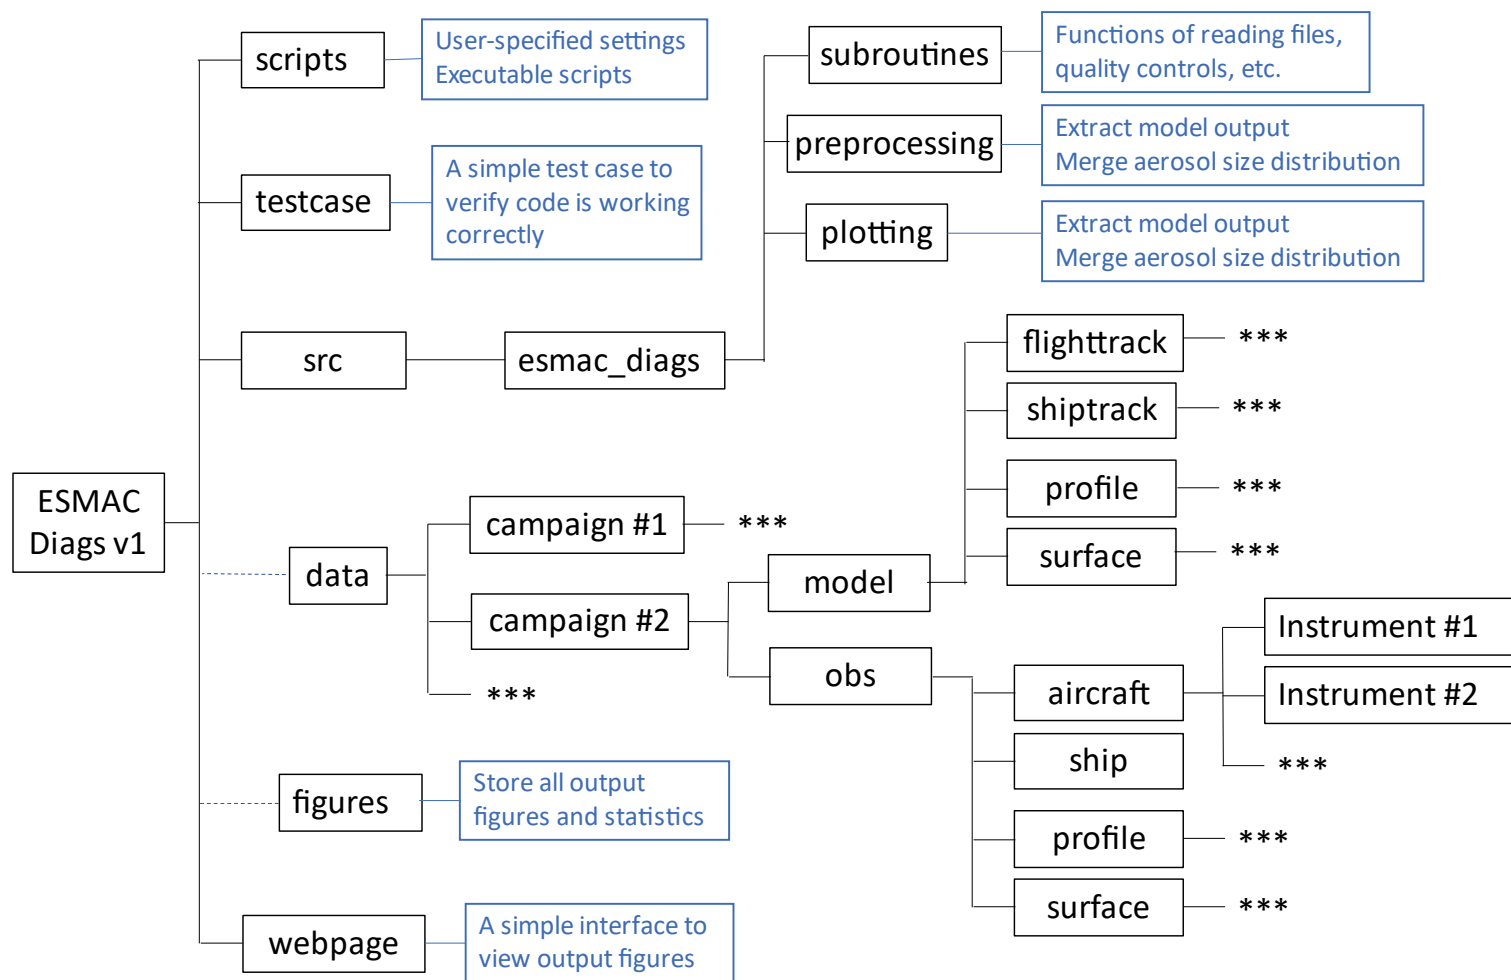 ESMAC
Diags v1
scripts
User-specified settings
Executable scripts
testcase
A simple test case to
verify code is working
correctly
src
esmac_diags
subroutines
Functions of reading files,
quality controls, etc.
preprocessing
Extract model output
Merge aerosol size distribution
plotting
Extract model output
Merge aerosol size distribution
data
campaign #1
***
campaign #2
***
model
flighttrack
***
shiptrack
***
profile
***
surface
***
obs
aircraft
Instrument #1
Instrument #2
***
ship
profile
***
surface
***
figures
Store all output
figures and statistics
webpage
A simple interface to
view output figures